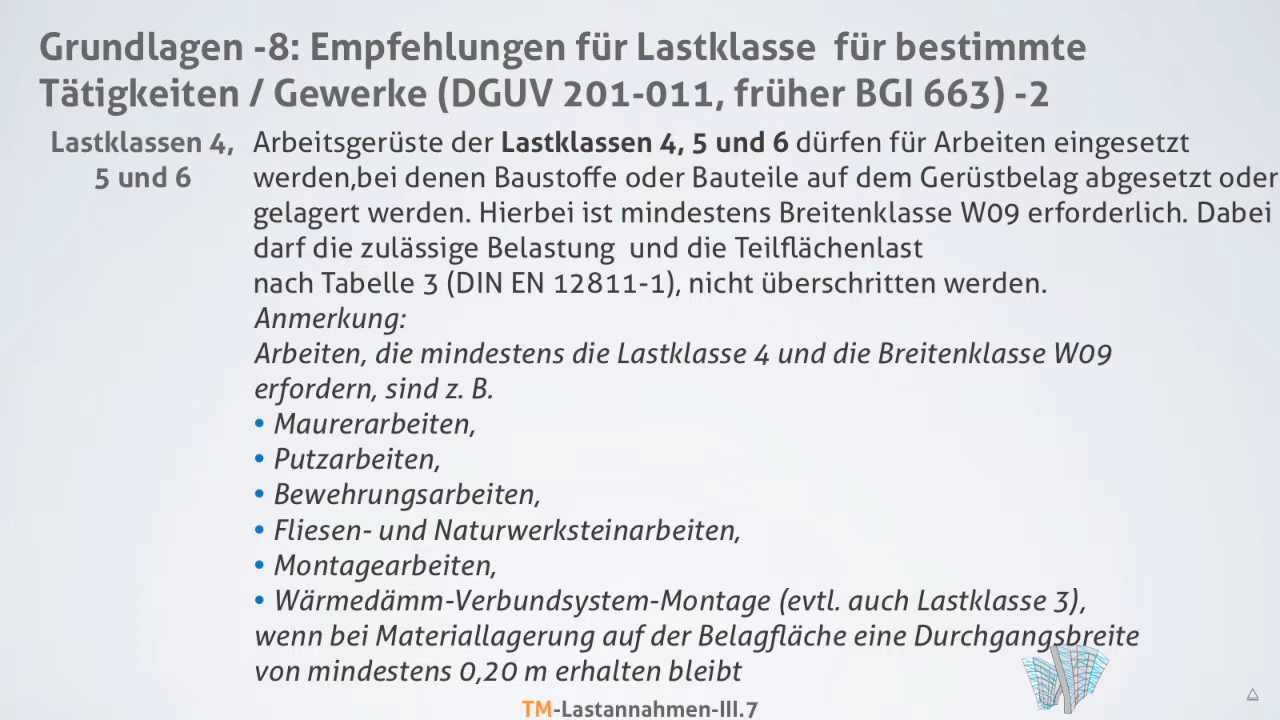 Grundlagen -8: Empfehlungen für Lastklasse für bestimmte
Tätigkeiten / Gewerke (DGUV 201-011, früher BGI 663) -2
Lastklassen 4,
5 und 6
Arbeitsgerüste der Lastklassen 4, 5 und 6 dürfen für Arbeiten eingesetzt
werden,bei denen Baustoffe oder Bauteile auf dem Gerüstbelag abgesetzt oder
gelagert werden. Hierbei ist mindestens Breitenklasse W09 erforderlich. Dabei
darf die zulässige Belastung und die Teilflächenlast
nach Tabelle 3 (DIN EN 12811-1), nicht überschritten werden.
Anmerkung:
Arbeiten, die mindestens die Lastklasse 4 und die Breitenklasse W09
erfordern, sind z. B.
• Maurerarbeiten,
• Putzarbeiten,
• Bewehrungsarbeiten,
• Fliesen- und Naturwerksteinarbeiten,
• Montagearbeiten,
• Wärmedämm-Verbundsystem-Montage (evtl. auch Lastklasse 3),
wenn bei Materiallagerung auf der Belagfläche eine Durchgangsbreite
von mindestens 0,20 m erhalten bleibt
TM-Lastannahmen-III.7